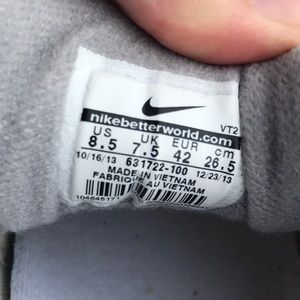 VT2
nikebetterworld.com
US UK EUR cm
8.5 7.5 42 26.5
10/16/13 631722-100 12/23/13
MADE IN VIETNAM
FABRIQUÉ AU VIETNAM